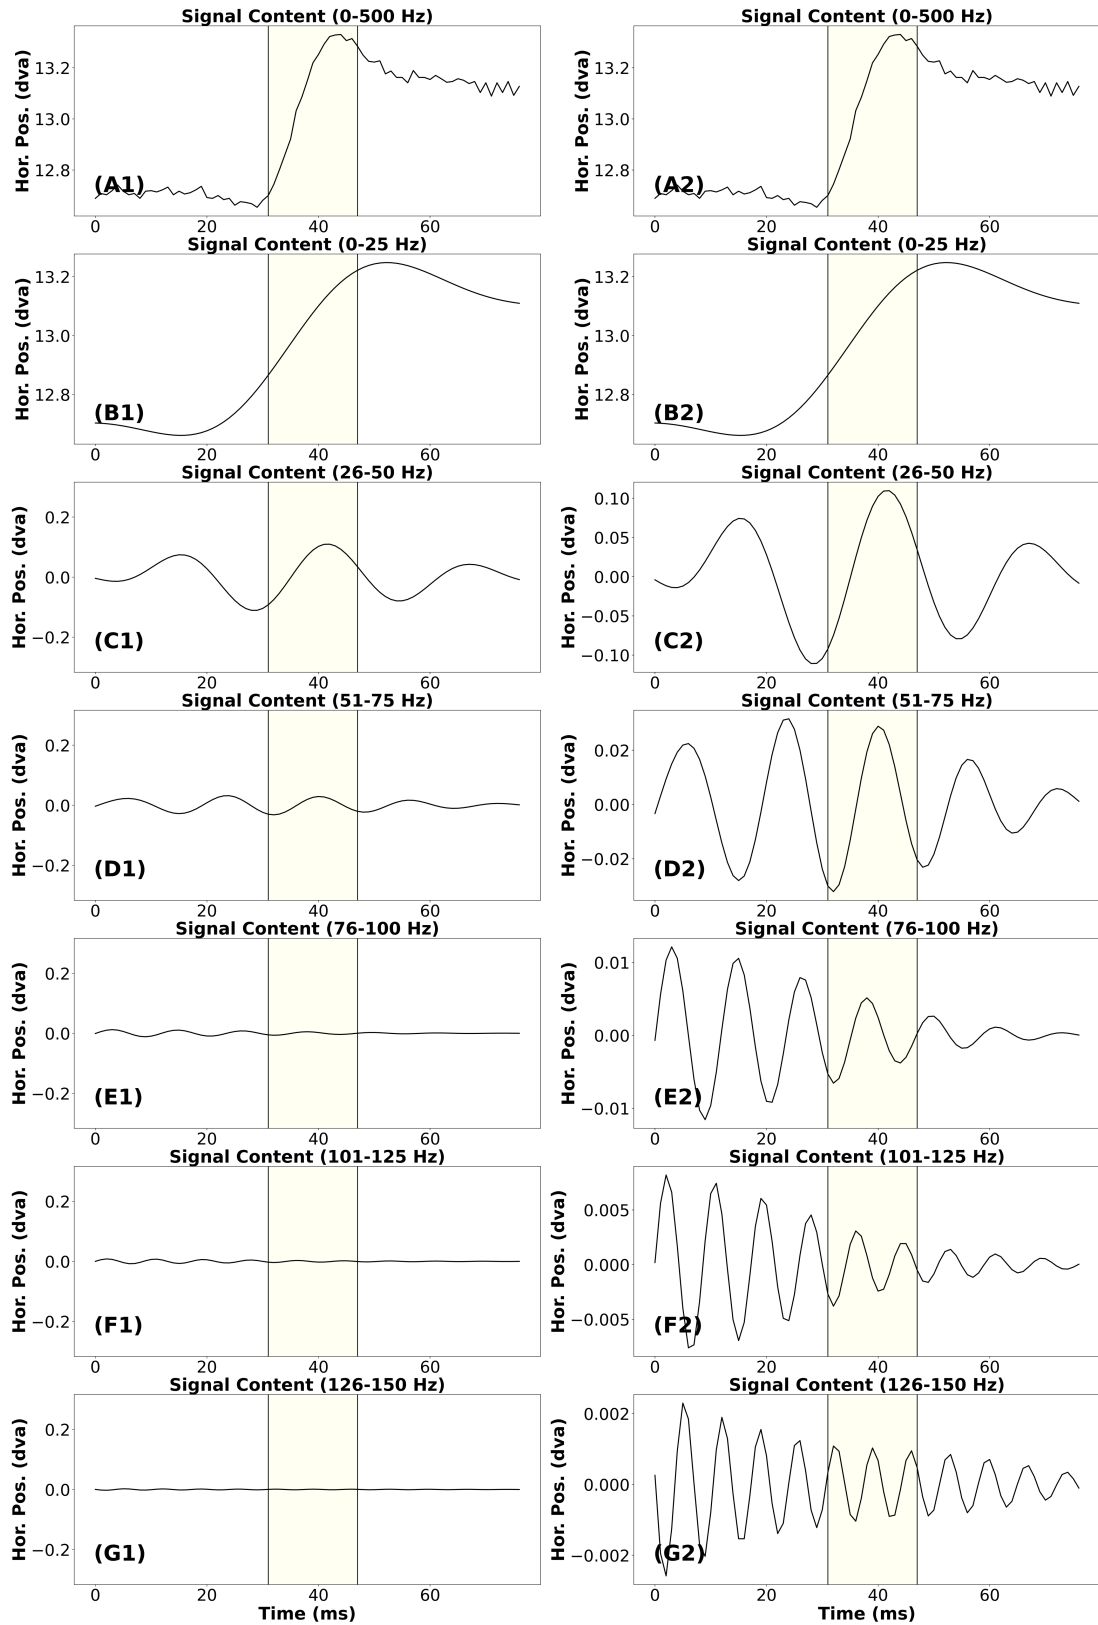 Signal Content (0-500 Hz)
Hor. Pos. (dva)
13.2
13.0
12.8
(A1)
0 20 40 60
Signal Content (0-500 Hz)
Hor. Pos. (dva)
13.2
13.0
12.8
(A2)
0 20 40 60
Signal Content (0-25 Hz)
Hor. Pos. (dva)
13.2
13.0
12.8
(B1)
0 20 40 60
Signal Content (0-25 Hz)
Hor. Pos. (dva)
13.2
13.0
12.8
(B2)
0 20 40 60
Signal Content (26-50 Hz)
Hor. Pos. (dva)
0.2
0.0
−0.2
(C1)
0 20 40 60
Signal Content (26-50 Hz)
Hor. Pos. (dva)
0.10
0.05
0.00
−0.05
−0.10
(C2)
0 20 40 60
Signal Content (51-75 Hz)
Hor. Pos. (dva)
0.2
0.0
−0.2
(D1)
0 20 40 60
Signal Content (51-75 Hz)
Hor. Pos. (dva)
0.02
0.00
−0.02
(D2)
0 20 40 60
Signal Content (76-100 Hz)
Hor. Pos. (dva)
0.2
0.0
−0.2
(E1)
0 20 40 60
Signal Content (76-100 Hz)
Hor. Pos. (dva)
0.01
0.00
−0.01
(E2)
0 20 40 60
Signal Content (101-125 Hz)
Hor. Pos. (dva)
0.2
0.0
−0.2
(F1)
0 20 40 60
Signal Content (101-125 Hz)
Hor. Pos. (dva)
0.005
0.000
−0.005
(F2)
0 20 40 60
Signal Content (126-150 Hz)
Hor. Pos. (dva)
0.2
0.0
−0.2
(G1)
0 20 40 60
Time (ms)
Signal Content (126-150 Hz)
Hor. Pos. (dva)
0.002
0.000
−0.002
(G2)
0 20 40 60
Time (ms)